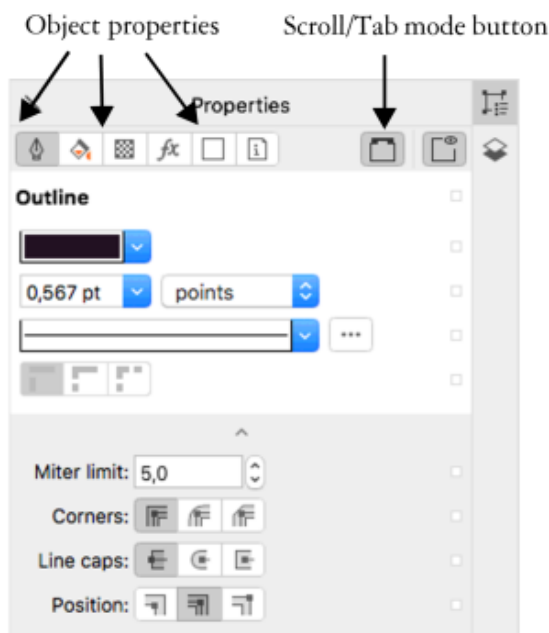 Object properties Scroll/Tab mode button
Properties
fx i
Outline
0,567 pt points
Miter limit: 5,0
Corners:
Line caps:
Position: